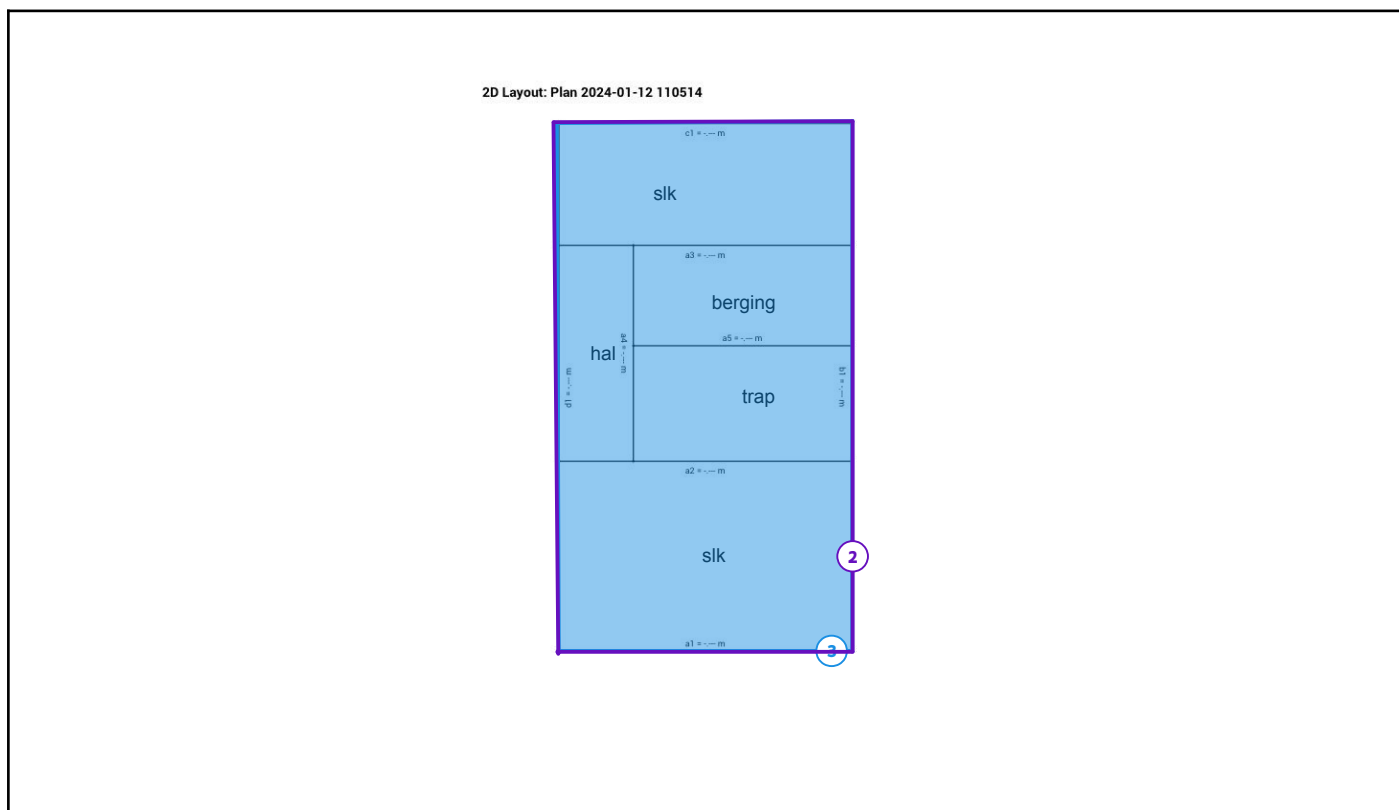 2D Layout: Plan 2024-01-12 110514
c1 = -.--- m
slk
a3 = -.--- m
berging
a5 = -.--- m
hal
a4 = -.--- m
d1 = -.--- m
trap
b1 = -.--- m
a2 = -.--- m
slk
2
a1 = -.--- m
3